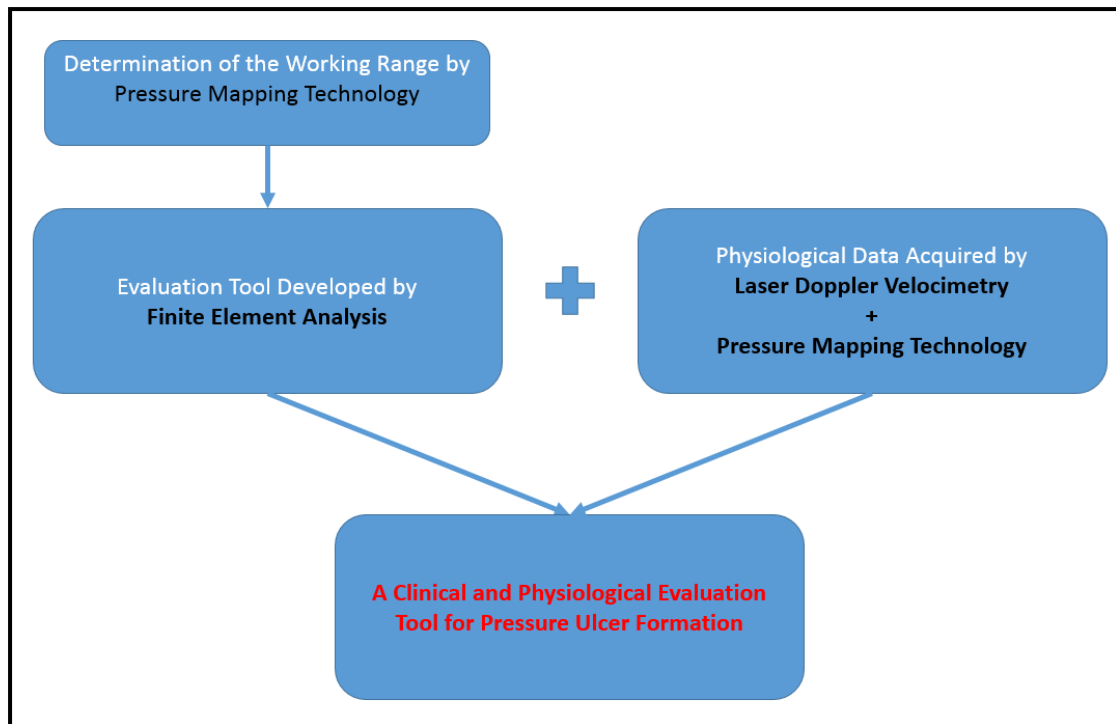 Determination of the Working Range by
Pressure Mapping Technology
Evaluation Tool Developed by
Finite Element Analysis
Physiological Data Acquired by
Laser Doppler Velocimetry
+
Pressure Mapping Technology
A Clinical and Physiological Evaluation
Tool for Pressure Ulcer Formation